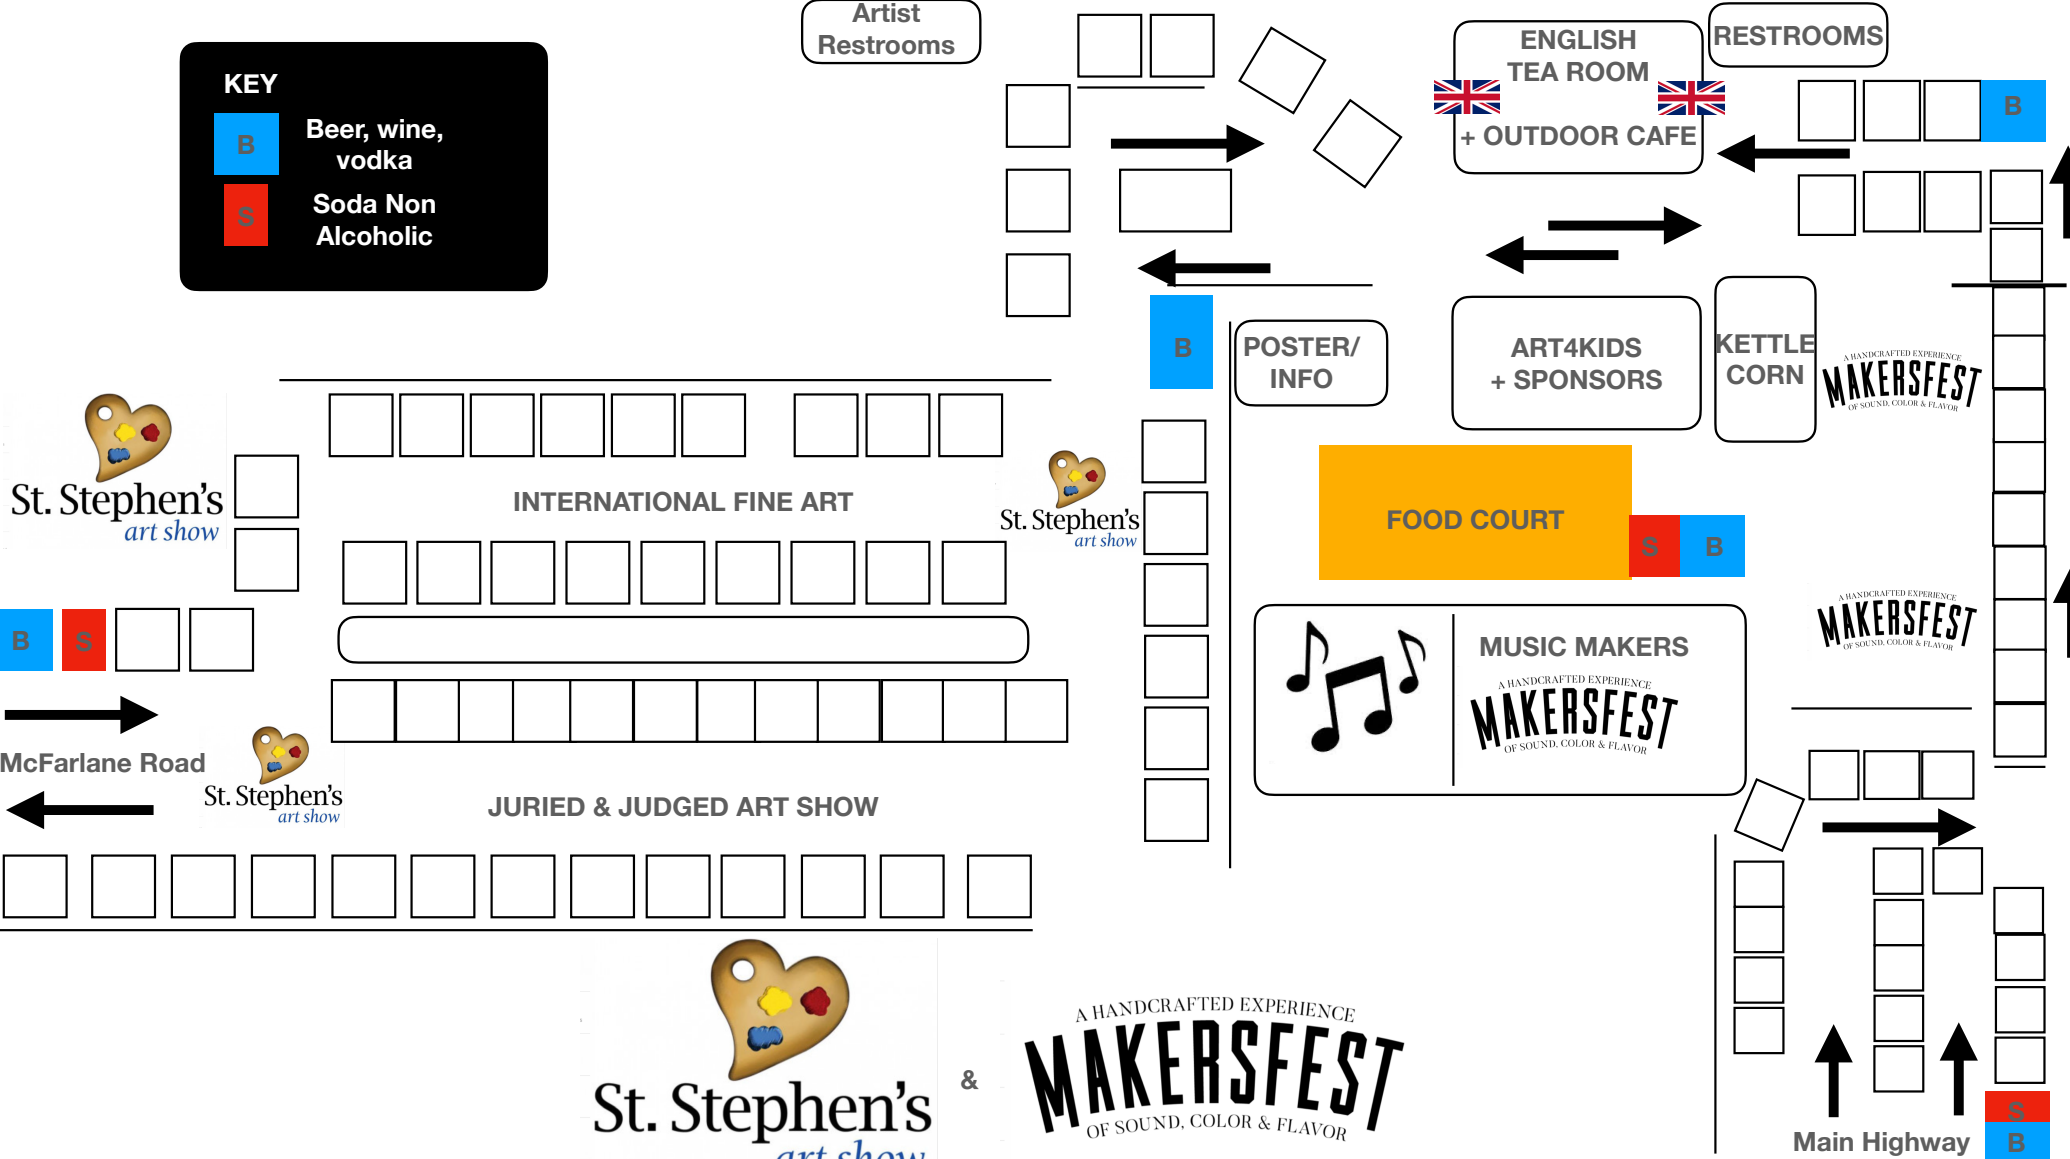 Artist
Restrooms
ENGLISH
TEA ROOM
+ OUTDOOR CAFE
RESTROOMS
B
KEY
B
Beer, wine,
vodka
S
Soda Non
Alcoholic
B
POSTER/
INFO
ART4KIDS
+ SPONSORS
KETTLE
CORN
A HANDCRAFTED EXPERIENCE
MAKERSFEST
OF SOUND, COLOR & FLAVOR
St. Stephen's
art show
INTERNATIONAL FINE ART
St. Stephen's
art show
FOOD COURT
S
B
A HANDCRAFTED EXPERIENCE
MAKERSFEST
OF SOUND, COLOR & FLAVOR
B
S
MUSIC MAKERS
A HANDCRAFTED EXPERIENCE
MAKERSFEST
OF SOUND, COLOR & FLAVOR
McFarlane Road
St. Stephen's
art show
JURIED & JUDGED ART SHOW
St. Stephen's
art show
&
A HANDCRAFTED EXPERIENCE
MAKERSFEST
OF SOUND, COLOR & FLAVOR
S
Main Highway
B